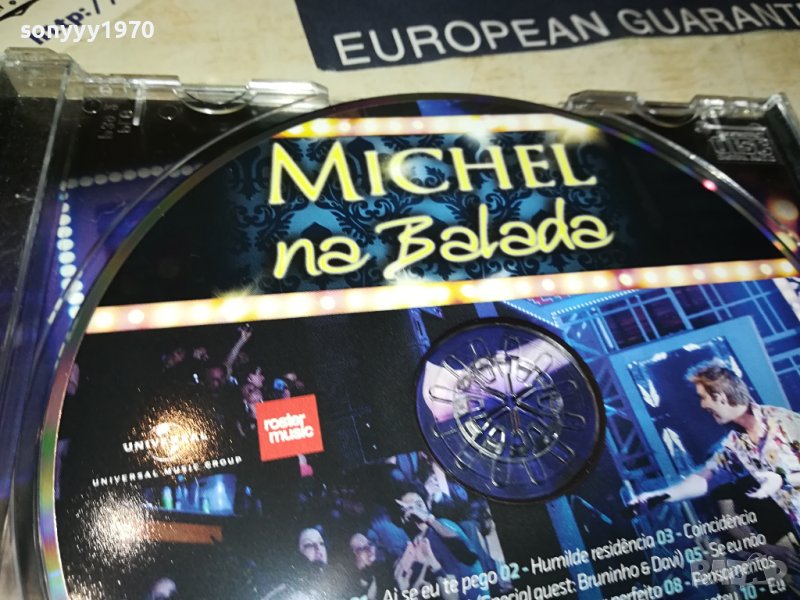 sonyyy1970
http://
EUROPEAN GUARANT
MICHEL
na Balada
UNIVERSAL
UNIVERSAL MUSIC GROUP
roster
music
Ai se eu te pego 02 - Humilde residência 03 - Coincidência
(Special guest: Bruninho & Davi) 05 - Se eu não
perfeito 08 - Pensamentos
10 - Eu